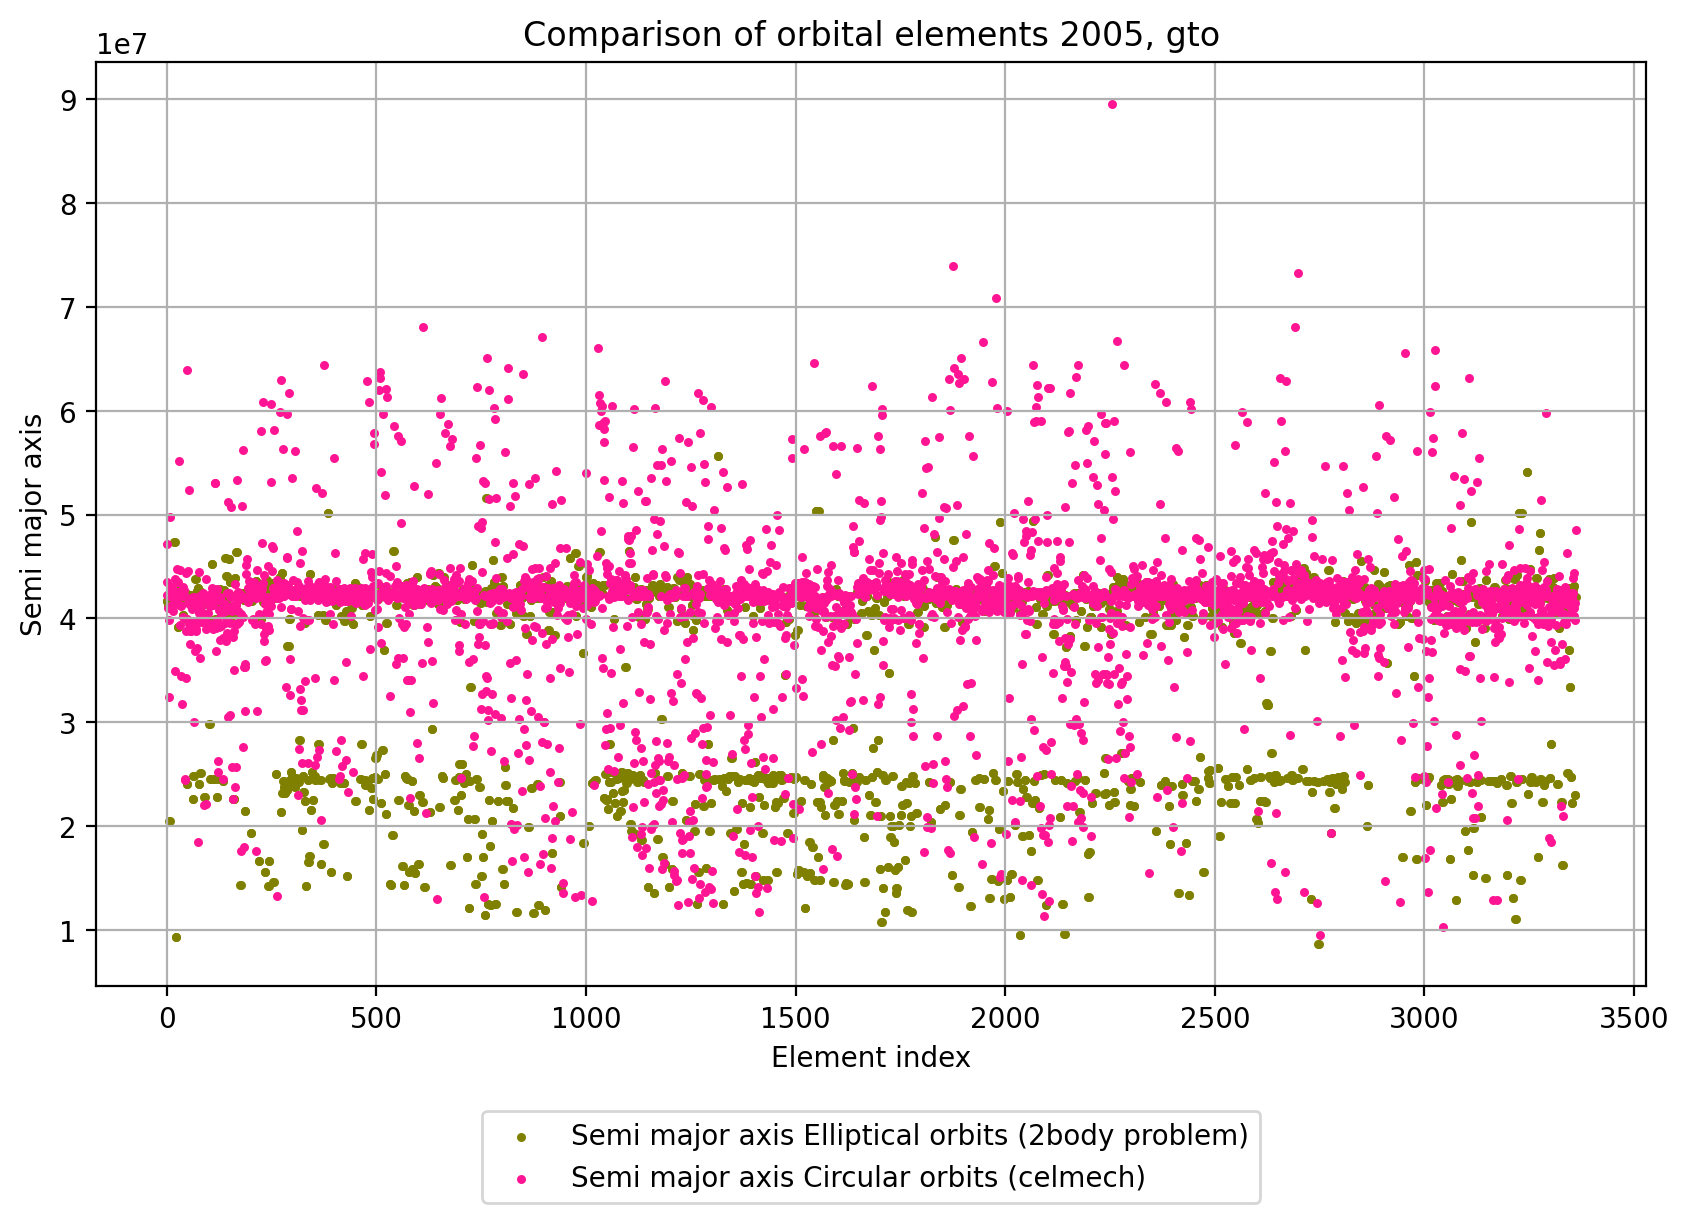 Comparison of orbital elements 2005, gto
1e7
9
8
7
6
5
4
3
2
1
Semi major axis
0 500 1000 1500 2000 2500 3000 3500
Element index
Semi major axis Elliptical orbits (2body problem)
Semi major axis Circular orbits (celmech)